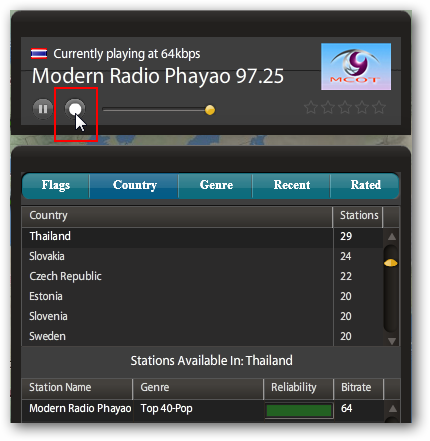 Currently playing at 64kbps
Modern Radio Phayao 97.25
MCOT
Flags Country Genre Recent Rated
Country Stations
Thailand 29
Slovakia 24
Czech Republic 22
Estonia 20
Slovenia 20
Sweden 20
Stations Available In: Thailand
Station Name Genre Reliability Bitrate
Modern Radio Phayao Top 40-Pop 64